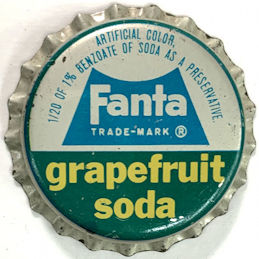 ARTIFICIAL COLOR,
1/20 OF 1% BENZOATE OF SODA AS A PRESERVATIVE.
Fanta
TRADE-MARK ®
grapefruit
soda